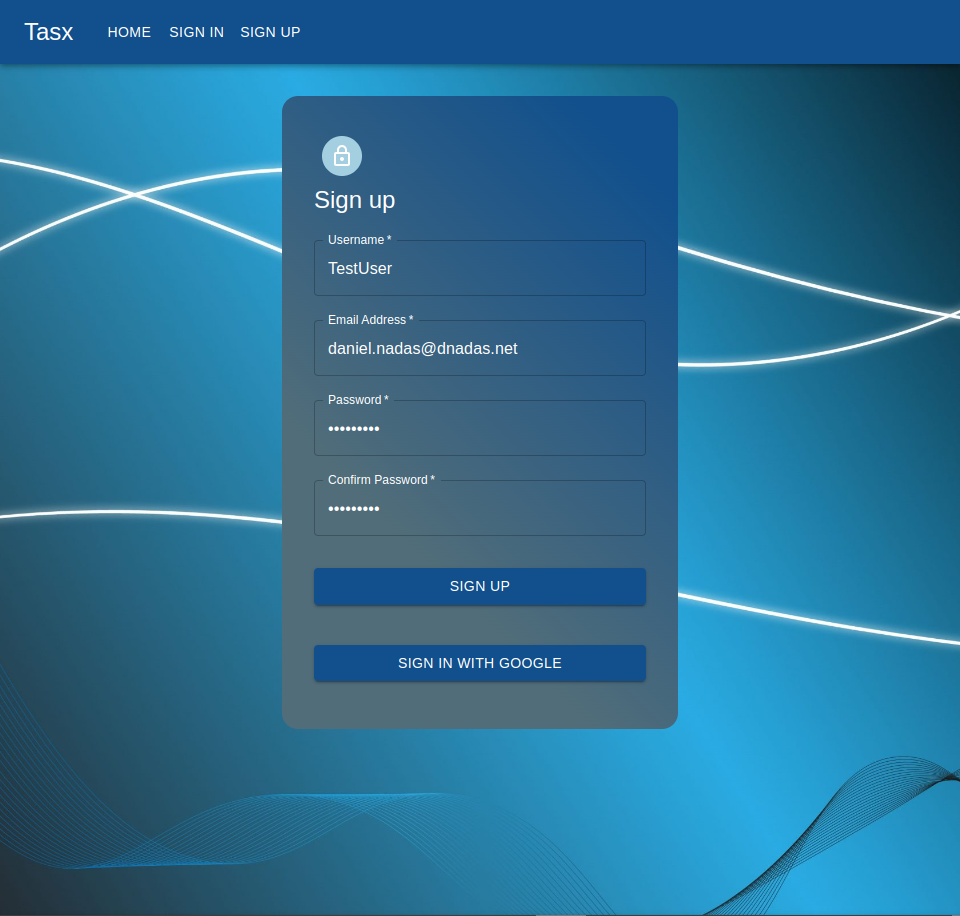 Tasx HOME SIGN IN SIGN UP
Sign up
Username *
TestUser
Email Address *
daniel.nadas@dnadas.net
Password *
•••••••••
Confirm Password *
•••••••••
SIGN UP
SIGN IN WITH GOOGLE